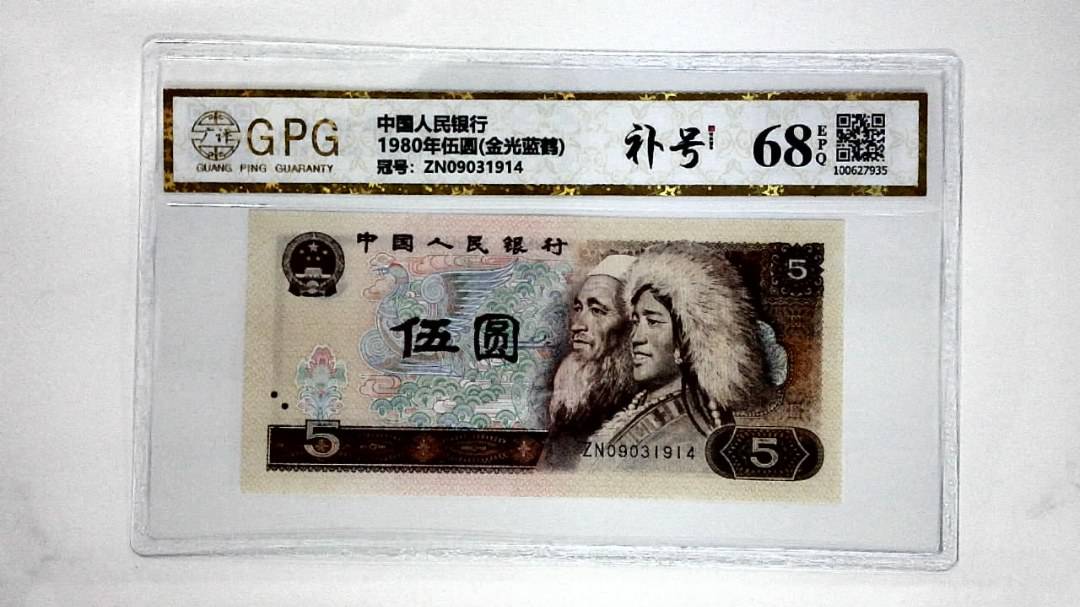 广评
GPG
GUANG PING GUARANTY
中国人民银行
1980年伍圆(金光蓝鹤)
冠号：ZN09031914
补号
68
EPQ
100627935
中国人民银行
5
伍圆
5
ZN09031914
5